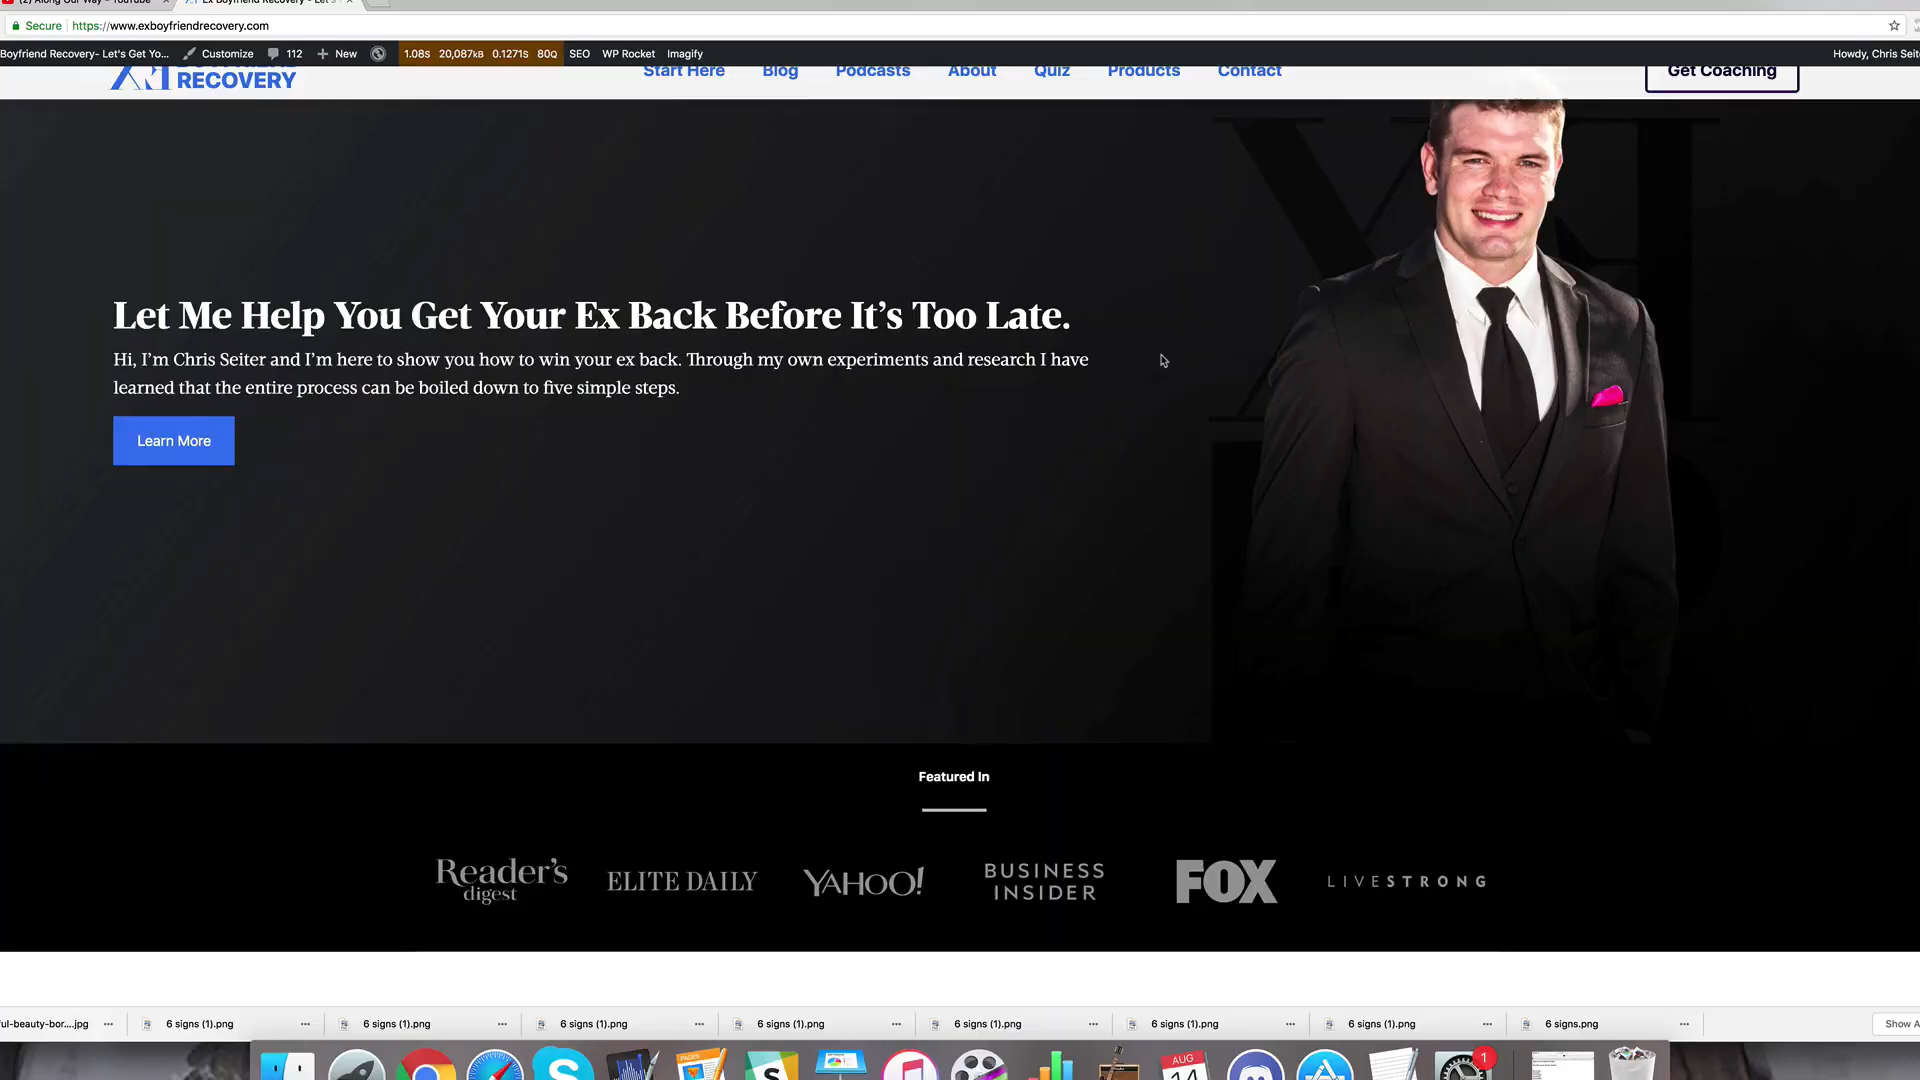 (2) Along Our Way - YouTube
Ex Boyfriend Recovery - Let's
Secure https://www.exboyfriendrecovery.com
Boyfriend Recovery- Let's Get Yo... Customize 112 New 1.08S 20,087kB 0.1271S 80Q SEO WP Rocket Imagify Howdy, Chris Seite
RECOVERY
Start Here Blog Podcasts About Quiz Products Contact Get Coaching
Let Me Help You Get Your Ex Back Before It's Too Late.
Hi, I'm Chris Seiter and I'm here to show you how to win your ex back. Through my own experiments and research I have
learned that the entire process can be boiled down to five simple steps.
Learn More
Featured In
Reader's
digest
ELITE DAILY
YAHOO!
BUSINESS
INSIDER
FOX
LIVESTRONG
ful-beauty-bor....jpg 6 signs (1).png 6 signs (1).png 6 signs (1).png 6 signs (1).png 6 signs (1).png 6 signs (1).png 6 signs (1).png 6 signs.png Show A
PAGES
AUG
14
1